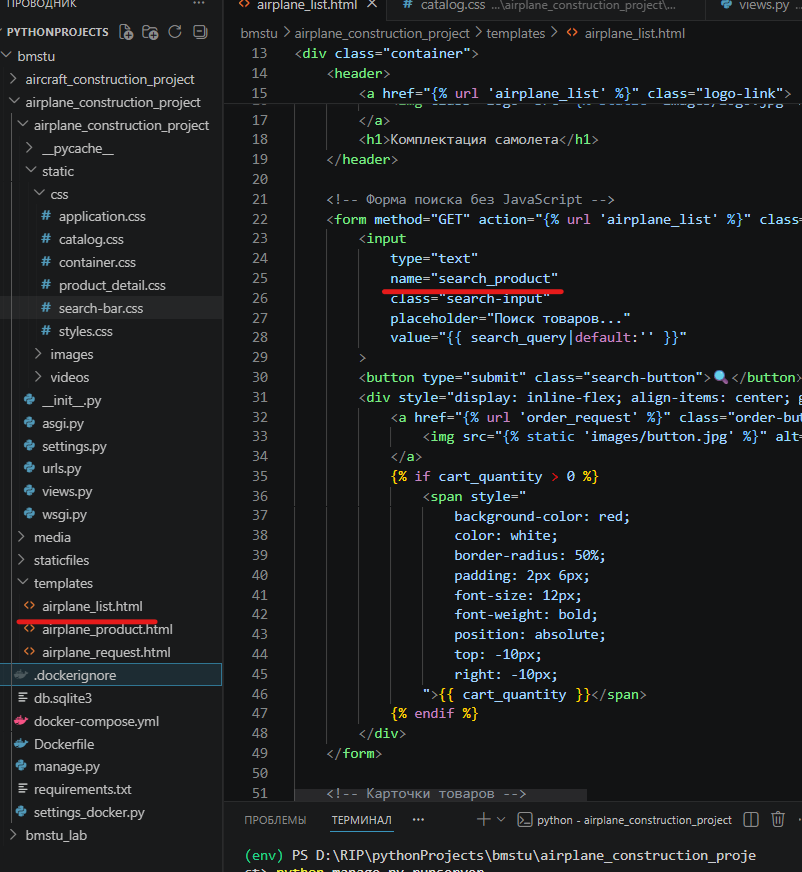 ПРОВОДНИК
...
PYTHONPROJECTS
bmstu
aircraft_construction_project
airplane_construction_project
airplane_construction_project
__pycache__
static
css
# application.css
# catalog.css
# container.css
# product_detail.css
# search-bar.css
# styles.css
images
videos
__init__.py
asgi.py
settings.py
urls.py
views.py
wsgi.py
media
staticfiles
templates
<> airplane_list.html
<> airplane_product.html
<> airplane_request.html
.dockerignore
db.sqlite3
docker-compose.yml
Dockerfile
manage.py
requirements.txt
settings_docker.py
bmstu_lab
<> airplane_list.html × # catalog.css ...\airplane_construction_project\... views.py
bmstu > airplane_construction_project > templates > <> airplane_list.html
13 <div class="container">
14 <header>
15 <a href="{% url 'airplane_list' %}" class="logo-link">
17 </a>
18 <h1>Комплектация самолета</h1>
19 </header>
20
21 <!-- Форма поиска без JavaScript -->
22 <form method="GET" action="{% url 'airplane_list' %}" clas
23 <input
24 type="text"
25 name="search_product"
26 class="search-input"
27 placeholder="Поиск товаров..."
28 value="{{ search_query|default:'' }}"
29 >
30 <button type="submit" class="search-button">🔍</button>
31 <div style="display: inline-flex; align-items: center; g
32 <a href="{% url 'order_request' %}" class="order-bu
33 <img src="{% static 'images/button.jpg' %}" alt=
34 </a>
35 {% if cart_quantity > 0 %}
36 <span style="
37 background-color: red;
38 color: white;
39 border-radius: 50%;
40 padding: 2px 6px;
41 font-size: 12px;
42 font-weight: bold;
43 position: absolute;
44 top: -10px;
45 right: -10px;
46 ">{{ cart_quantity }}</span>
47 {% endif %}
48 </div>
49 </form>
50
51 <!-- Карточки товаров -->
ПРОБЛЕМЫ ТЕРМИНАЛ ... python - airplane_construction_project
(env) PS D:\RIP\pythonProjects\bmstu\airplane_construction_proje
ct> python manage.py runserver